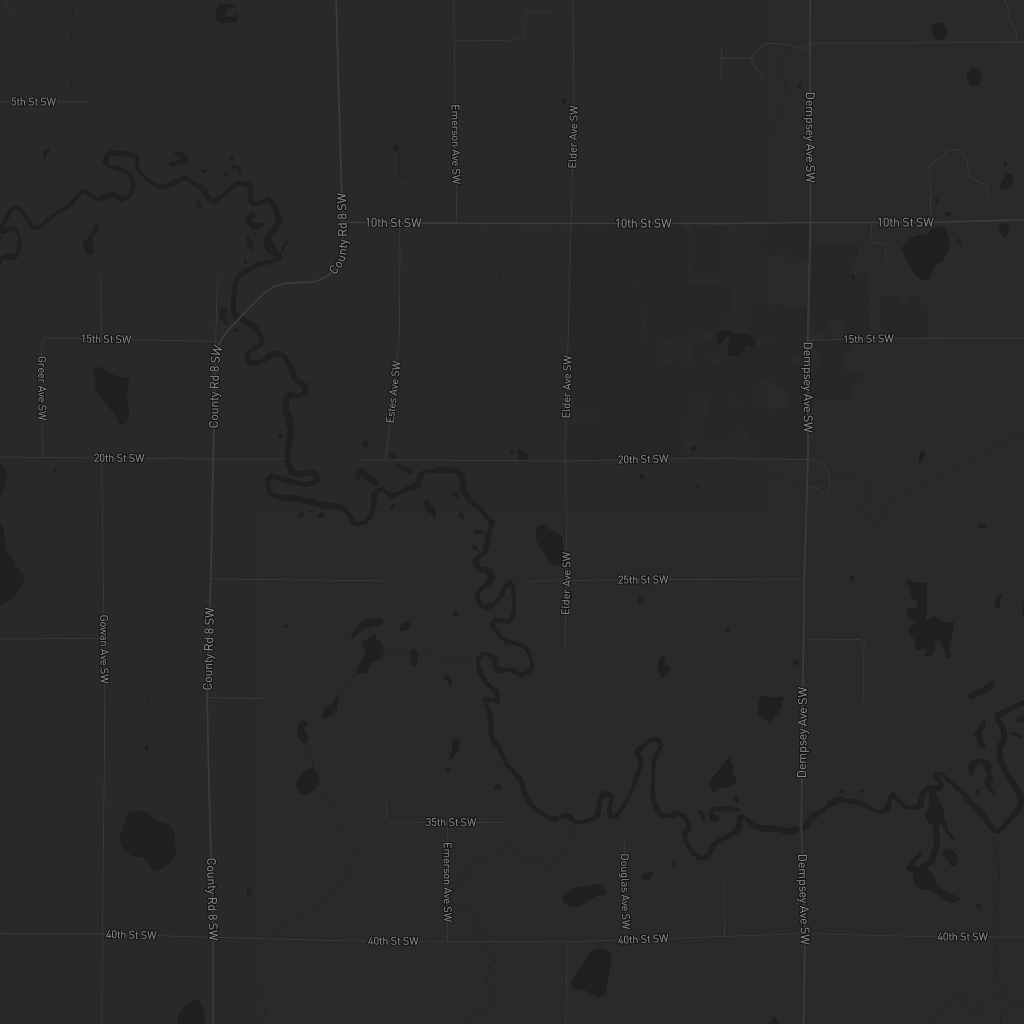 5th St SW
Emerson Ave SW
Elder Ave SW
Dempsey Ave SW
10th St SW
10th St SW
10th St SW
County Rd 8 SW
15th St SW
15th St SW
Greer Ave SW
County Rd 8 SW
Estes Ave SW
Elder Ave SW
Dempsey Ave SW
20th St SW
20th St SW
25th St SW
Elder Ave SW
Gowan Ave SW
County Rd 8 SW
Dempsey Ave SW
35th St SW
Emerson Ave SW
Douglas Ave SW
County Rd 8 SW
Dempsey Ave SW
40th St SW
40th St SW
40th St SW
40th St SW